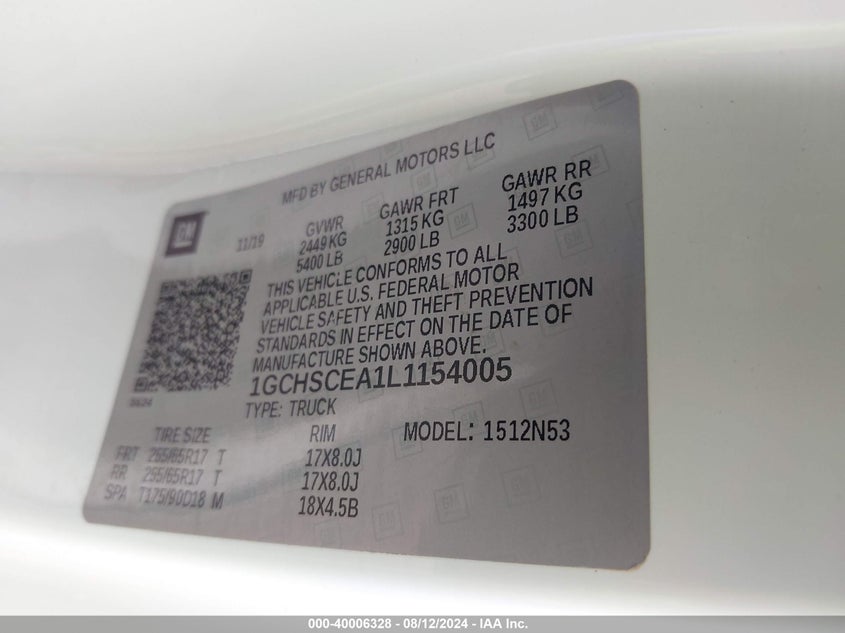 MFD BY GENERAL MOTORS LLC
GM
11/19
GVWR GAWR FRT GAWR RR
2449 KG 1315 KG 1497 KG
5400 LB 2900 LB 3300 LB
THIS VEHICLE CONFORMS TO ALL
APPLICABLE U.S. FEDERAL MOTOR
VEHICLE SAFETY AND THEFT PREVENTION
STANDARDS IN EFFECT ON THE DATE OF
MANUFACTURE SHOWN ABOVE.
1GCHSCEA1L1154005
TYPE: TRUCK
MODEL: 1512N53
TIRE SIZE RIM
FRT 255/65R17 T 17X8.0J
RR 255/65R17 T 17X8.0J
SPA T175/90D18 M 18X4.5B
000-40006328 - 08/12/2024 - IAA Inc.